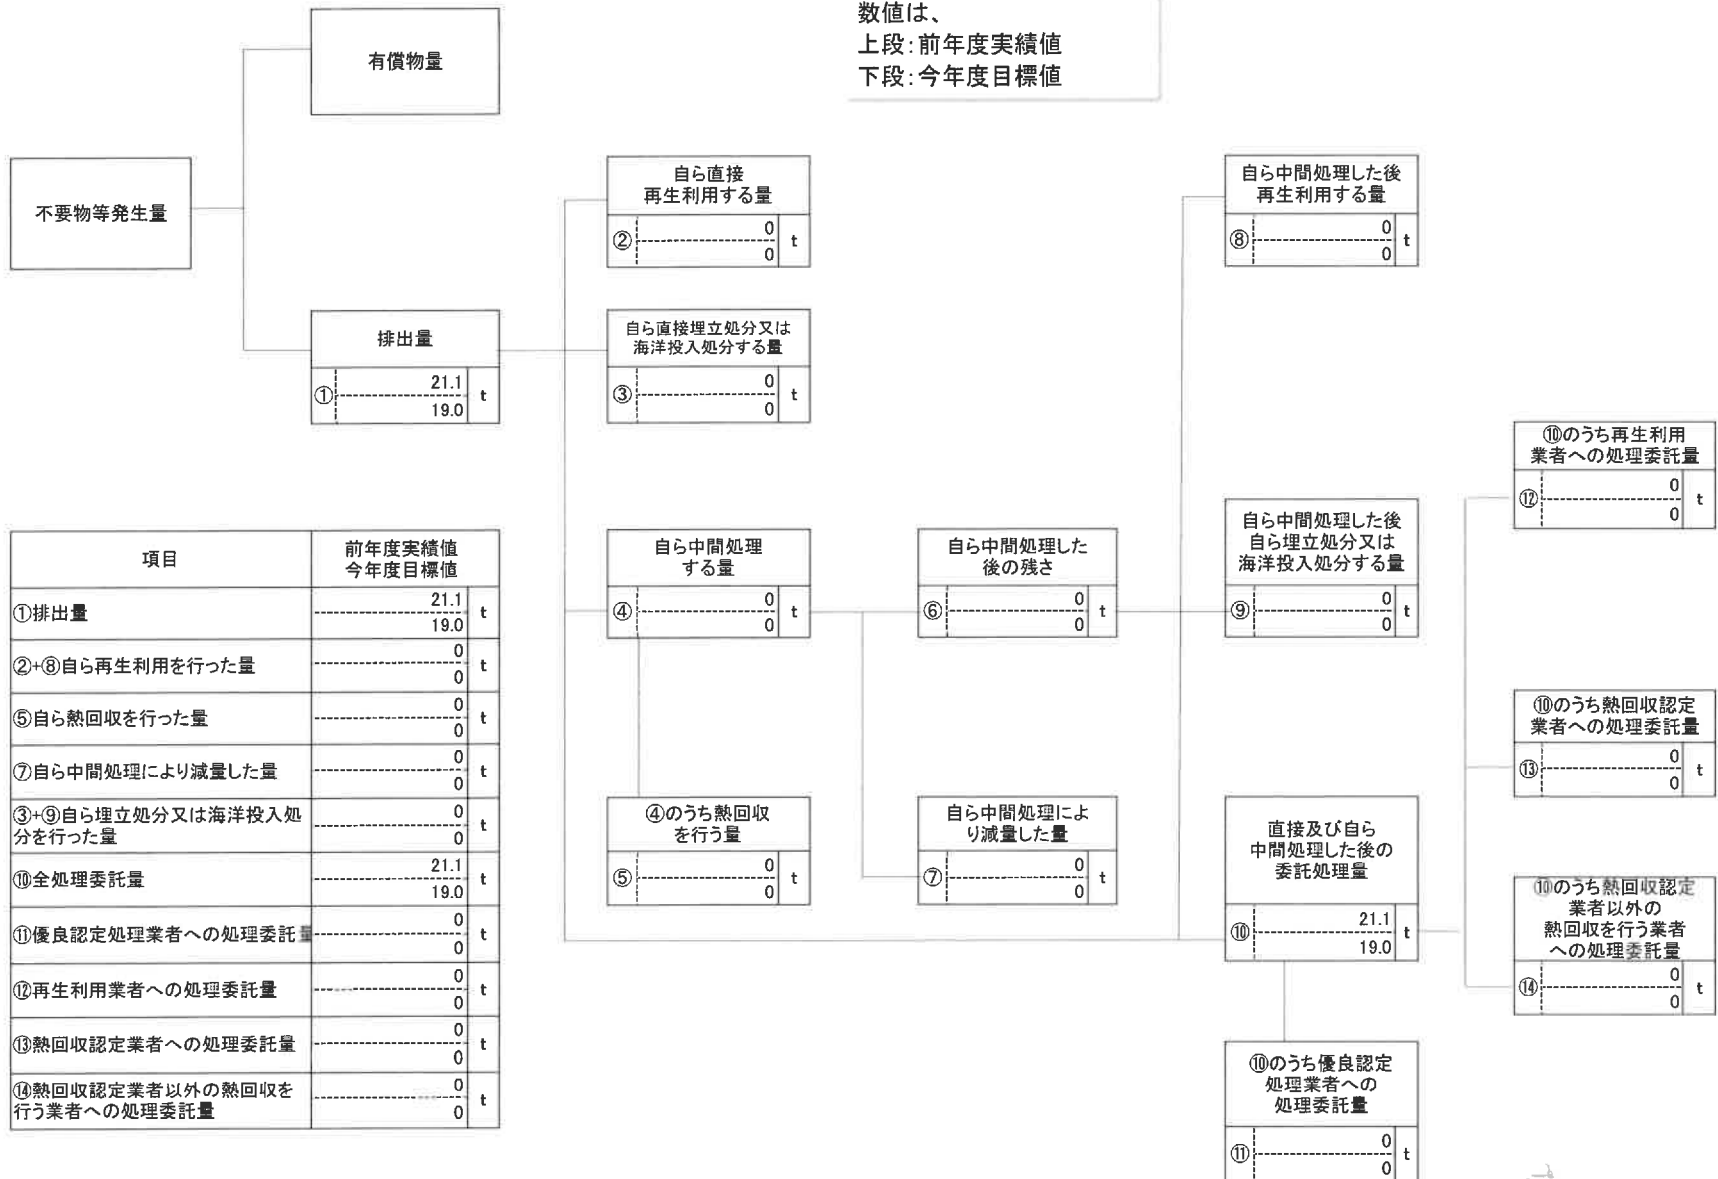 数値は、
上段:前年度実績値
下段:今年度目標値
有償物量
不要物等発生量
排出量
①
21.1
19.0
t
自ら直接
再生利用する量
②
0
0
t
自ら直接埋立処分又は
海洋投入処分する量
③
0
0
t
自ら中間処理
する量
④
0
0
t
④のうち熱回収
を行う量
⑤
0
0
t
自ら中間処理した
後の残さ
⑥
0
0
t
自ら中間処理によ
り減量した量
⑦
0
0
t
自ら中間処理した後
再生利用する量
⑧
0
0
t
自ら中間処理した後
自ら埋立処分又は
海洋投入処分する量
⑨
0
0
t
直接及び自ら
中間処理した後の
委託処理量
⑩
21.1
19.0
t
⑩のうち優良認定
処理業者への
処理委託量
⑪
0
0
t
⑩のうち再生利用
業者への処理委託量
⑫
0
0
t
⑩のうち熱回収認定
業者への処理委託量
⑬
0
0
t
⑩のうち熱回収認定
業者以外の
熱回収を行う業者
への処理委託量
⑭
0
0
t
項目
前年度実績値
今年度目標値
①排出量
21.1
19.0
t
②+⑧自ら再生利用を行った量
0
0
t
⑤自ら熱回収を行った量
0
0
t
⑦自ら中間処理により減量した量
0
0
t
③+⑨自ら埋立処分又は海洋投入処
分を行った量
0
0
t
⑩全処理委託量
21.1
19.0
t
⑪優良認定処理業者への処理委託量
0
0
t
⑫再生利用業者への処理委託量
0
0
t
⑬熱回収認定業者への処理委託量
0
0
t
⑭熱回収認定業者以外の熱回収を
行う業者への処理委託量
0
0
t